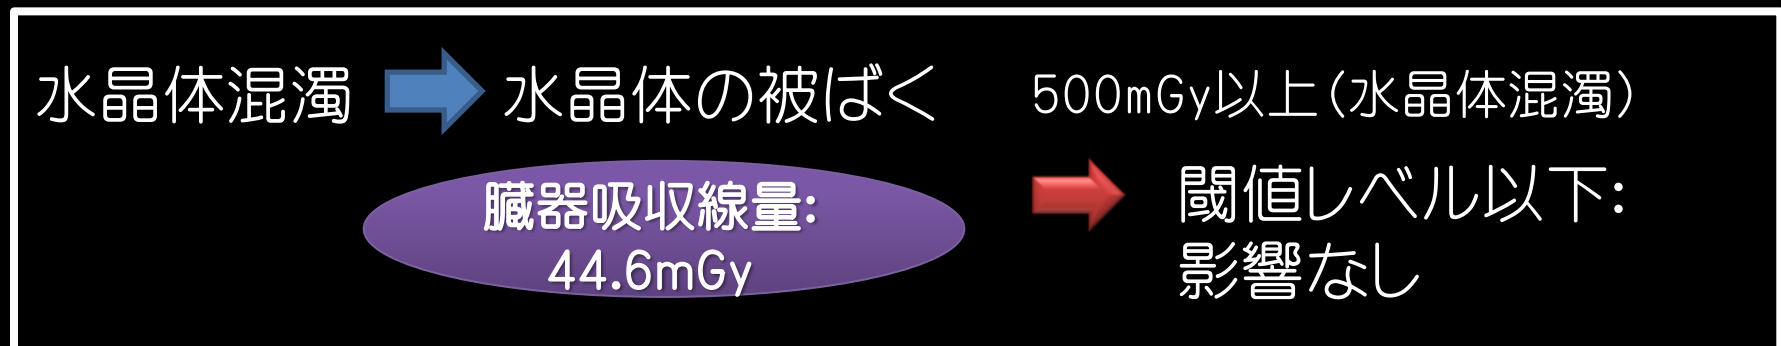 水晶体混濁 水晶体の被ばく 500mGy以上(水晶体混濁)
臓器吸収線量:
44.6mGy
閾値レベル以下:
影響なし